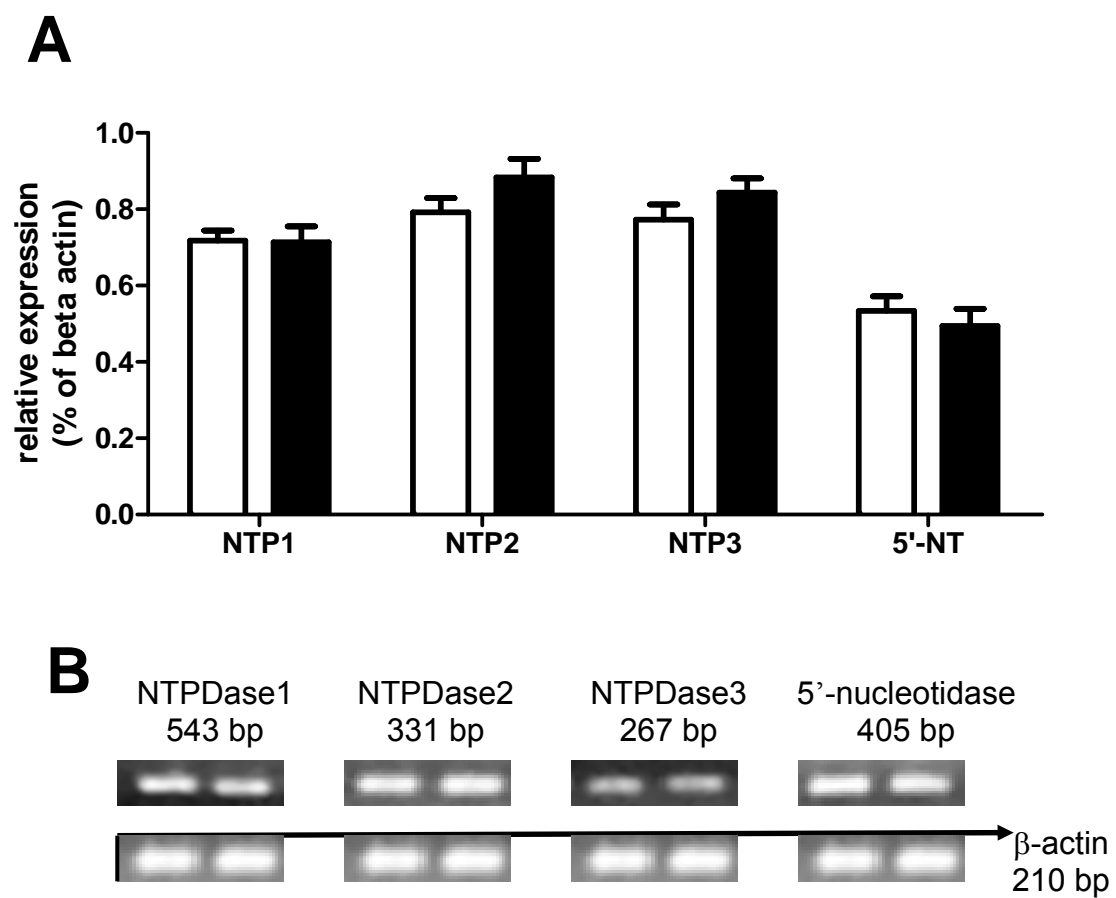 A
relative expression
(% of beta actin)
1.0
0.8
0.6
0.4
0.2
0.0
NTP1 NTP2 NTP3 5'-NT
B
NTPDase1 NTPDase2 NTPDase3 5’-nucleotidase
543 bp 331 bp 267 bp 405 bp
β-actin
210 bp